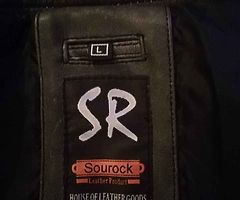 L
SR
Sourock
Leather Product
HOUSE OF LEATHER GOODS